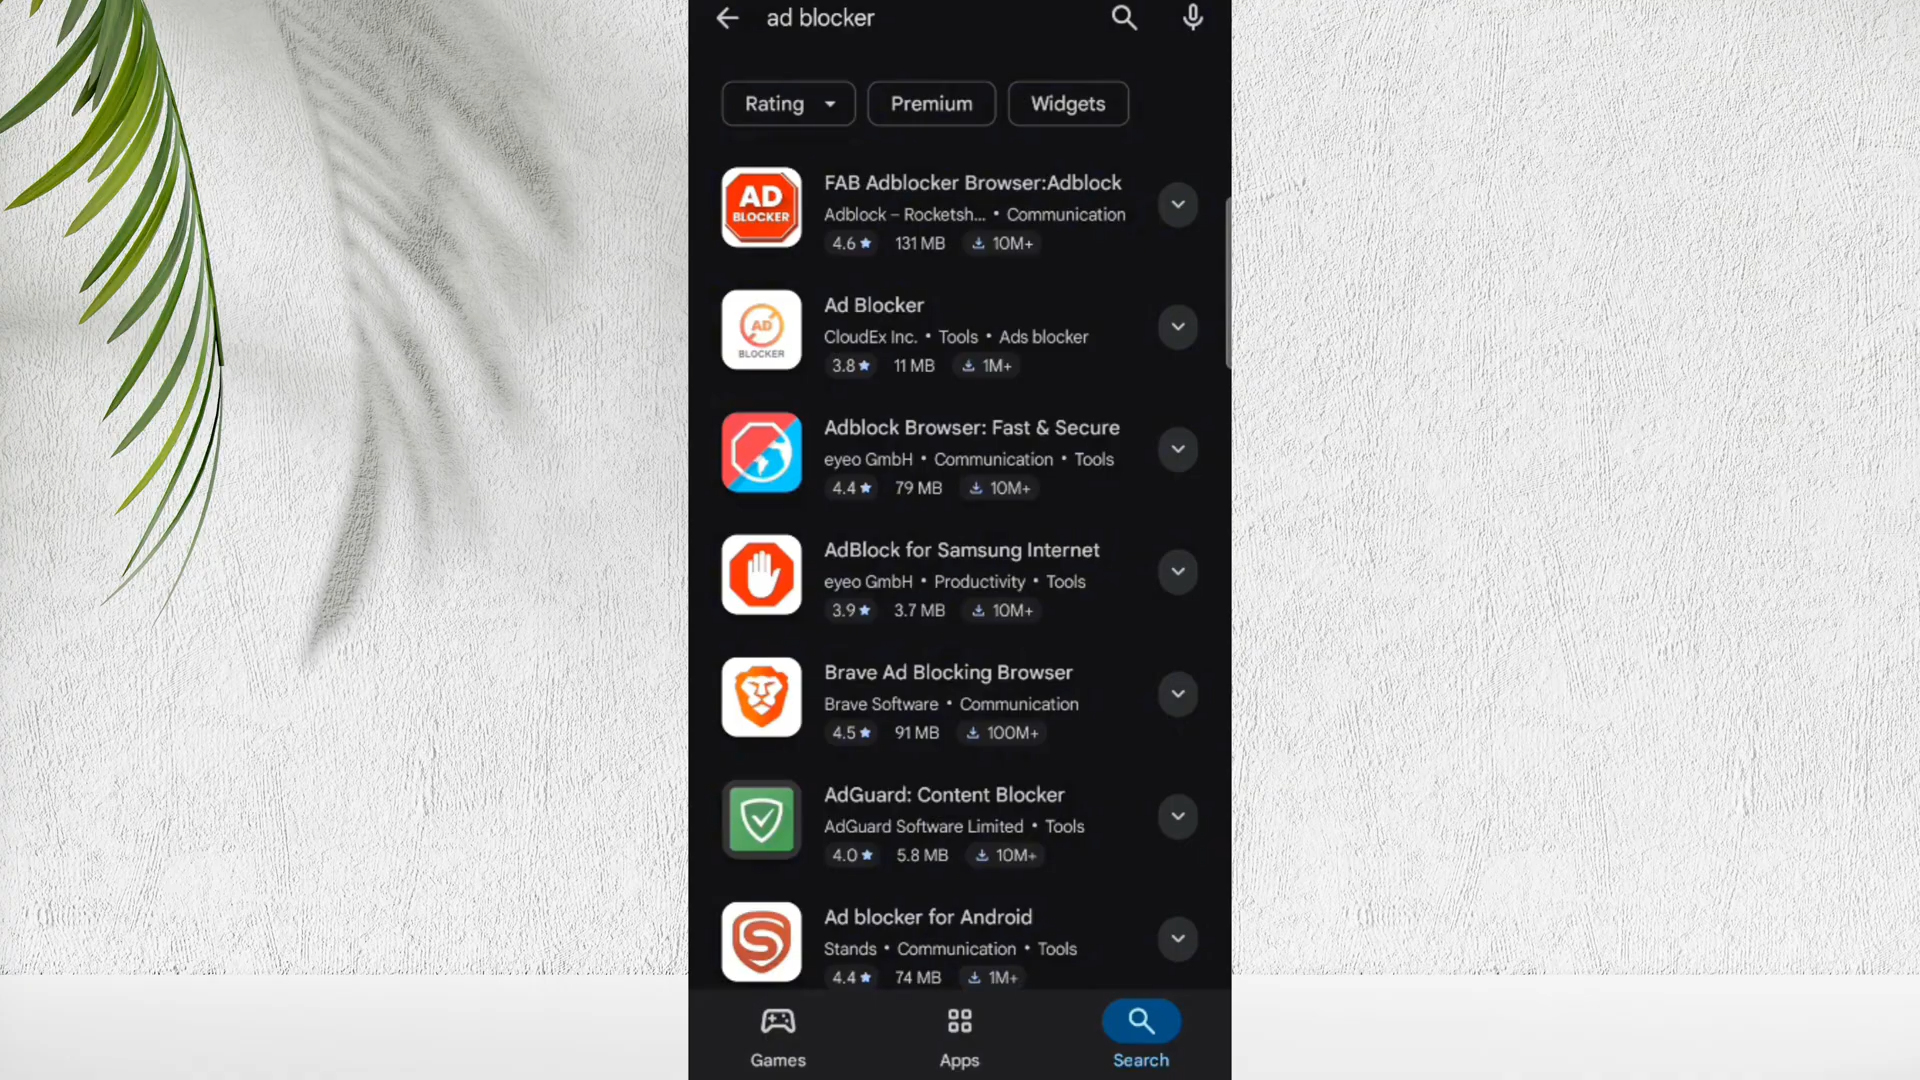 ad blocker
Rating
Premium
Widgets
AD
BLOCKER
FAB Adblocker Browser:Adblock
Adblock – Rocketsh... • Communication
4.6★ 131 MB 10M+
AD
BLOCKER
Ad Blocker
CloudEx Inc. • Tools • Ads blocker
3.8★ 11 MB 1M+
Adblock Browser: Fast & Secure
eyeo GmbH • Communication • Tools
4.4★ 79 MB 10M+
AdBlock for Samsung Internet
eyeo GmbH • Productivity • Tools
3.9★ 3.7 MB 10M+
Brave Ad Blocking Browser
Brave Software • Communication
4.5★ 91 MB 100M+
AdGuard: Content Blocker
AdGuard Software Limited • Tools
4.0★ 5.8 MB 10M+
Ad blocker for Android
Stands • Communication • Tools
4.4★ 74 MB 1M+
Games
Apps
Search